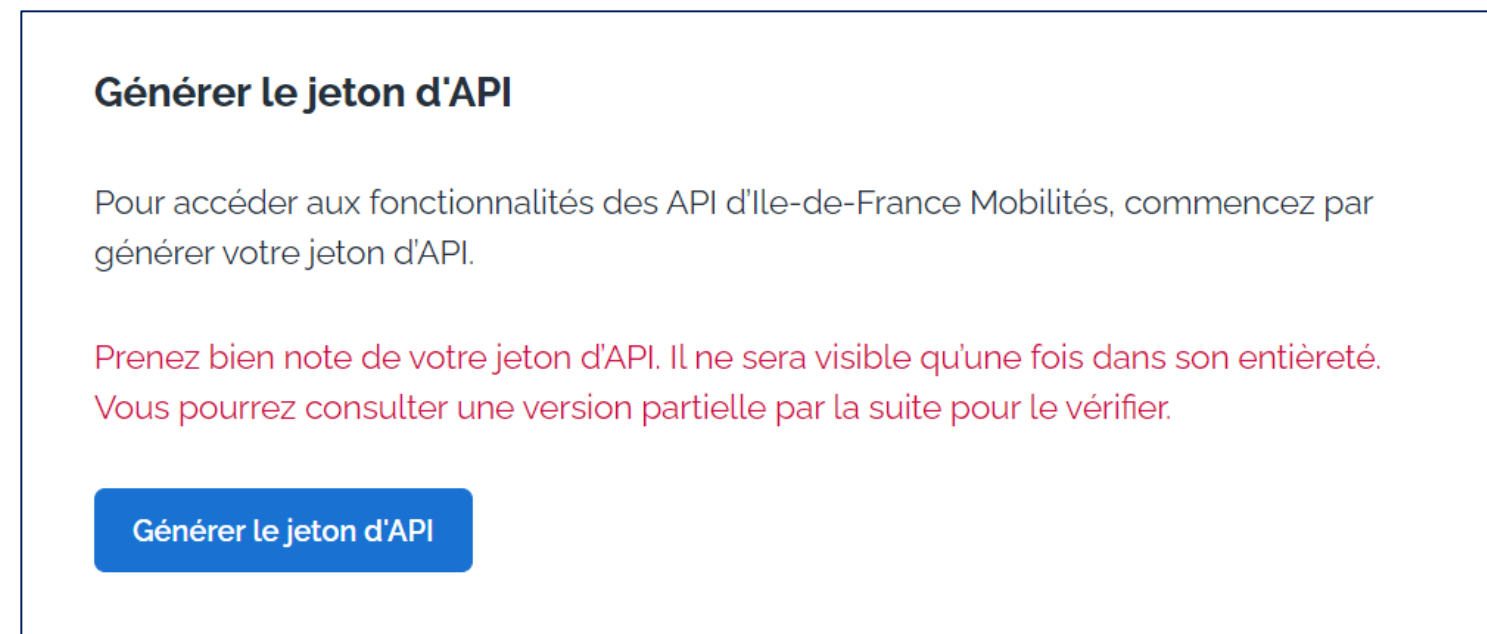 Générer le jeton d'API
Pour accéder aux fonctionnalités des API d'Ile-de-France Mobilités, commencez par
générer votre jeton d'API.
Prenez bien note de votre jeton d'API. Il ne sera visible qu'une fois dans son entièreté.
Vous pourrez consulter une version partielle par la suite pour le vérifier.
Générer le jeton d'API